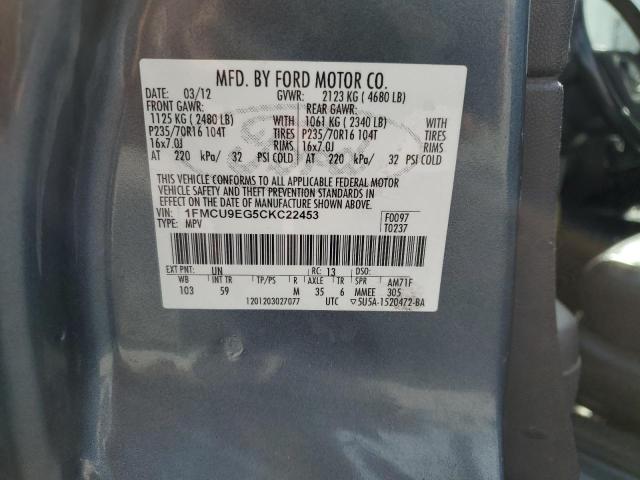 MFD. BY FORD MOTOR CO.
DATE: 03/12 GVWR: 2123 KG ( 4680 LB)
FRONT GAWR: REAR GAWR:
1125 KG ( 2480 LB) WITH 1061 KG ( 2340 LB) WITH
P235/70R16 104T TIRES P235/70R16 104T TIRES
16x7.0J RIMS 16x7.0J RIMS
AT 220 kPa/ 32 PSI COLD AT 220 kPa/ 32 PSI COLD
THIS VEHICLE CONFORMS TO ALL APPLICABLE FEDERAL MOTOR
VEHICLE SAFETY AND THEFT PREVENTION STANDARDS IN
EFFECT ON THE DATE OF MANUFACTURE SHOWN ABOVE.
VIN: 1FMCU9EG5CKC22453 F0097
TYPE: MPV T0237
EXT PNT: UN RC: 13 DSO:
WB INT TR TP/PS R AXLE TR SPR AM71F
103 59 M 35 6 MMEE 305
1201203027077 UTC ▽5U5A-1520472-BA